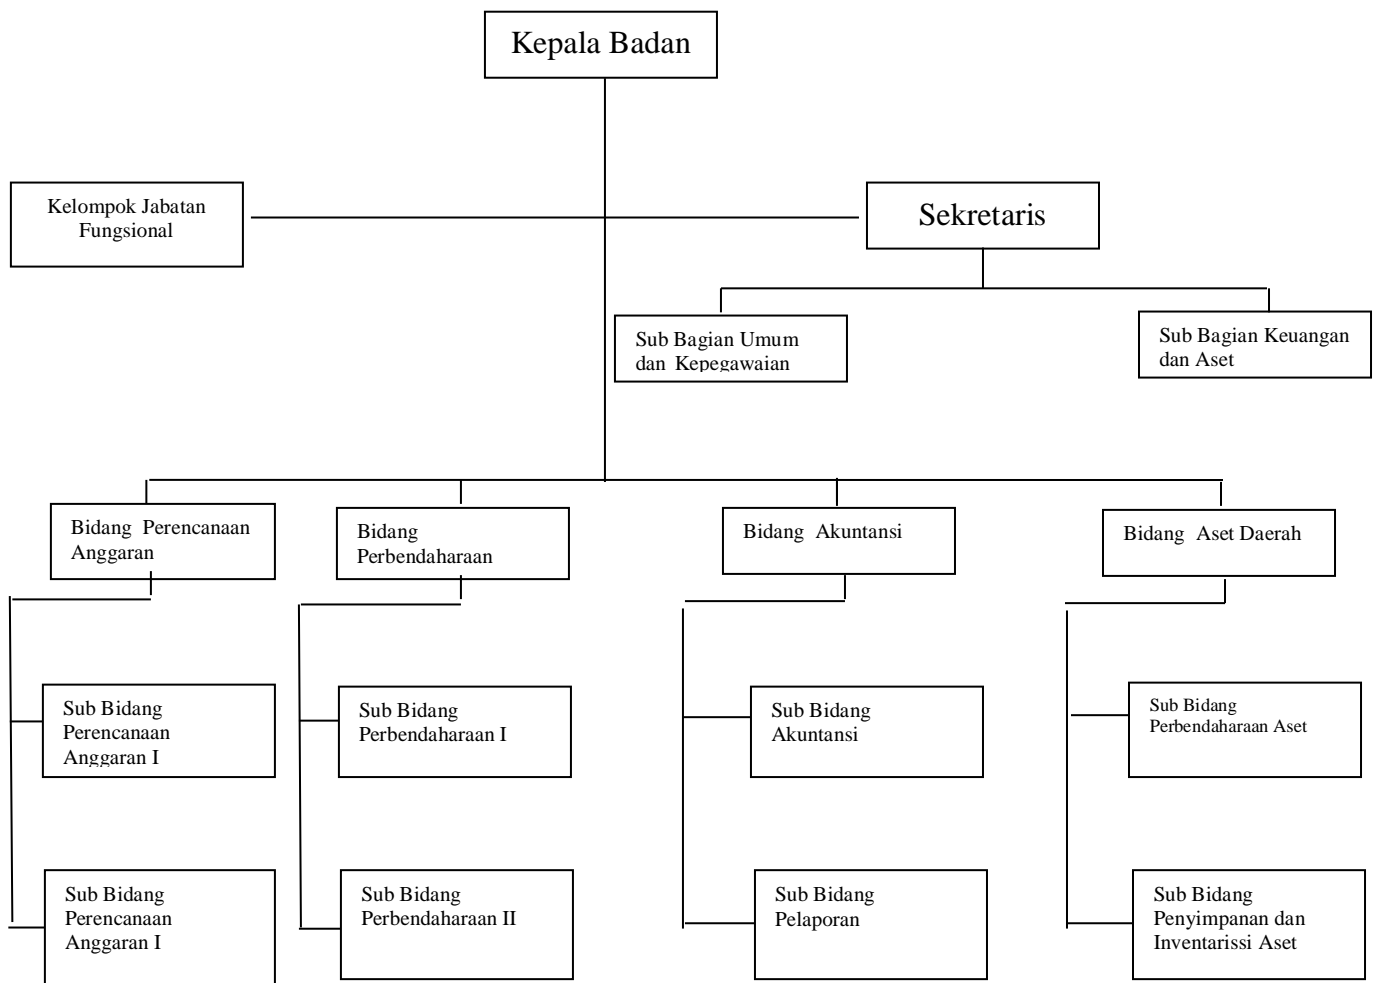 Kepala Badan
Kelompok Jabatan
Fungsional
Sekretaris
Sub Bagian Umum
dan Kepegawaian
Sub Bagian Keuangan
dan Aset
Bidang Perencanaan
Anggaran
Bidang
Perbendaharaan
Bidang Akuntansi
Bidang Aset Daerah
Sub Bidang
Perencanaan
Anggaran I
Sub Bidang
Perbendaharaan I
Sub Bidang
Akuntansi
Sub Bidang
Perbendaharaan Aset
Sub Bidang
Perencanaan
Anggaran I
Sub Bidang
Perbendaharaan II
Sub Bidang
Pelaporan
Sub Bidang
Penyimpanan dan
Inventarissi Aset